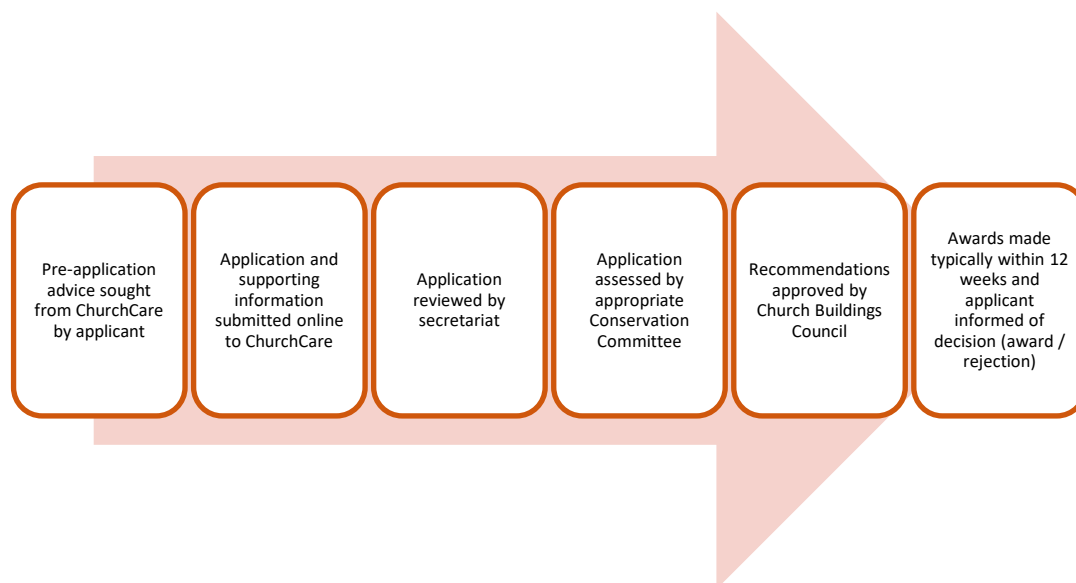 Pre-application
advice sought
from ChurchCare
by applicant
Application and
supporting
information
submitted online
to ChurchCare
Application
reviewed by
secretariat
Application
assessed by
appropriate
Conservation
Committee
Recommendations
approved by
Church Buildings
Council
Awards made
typically within 12
weeks and
applicant
informed of
decision (award /
rejection)